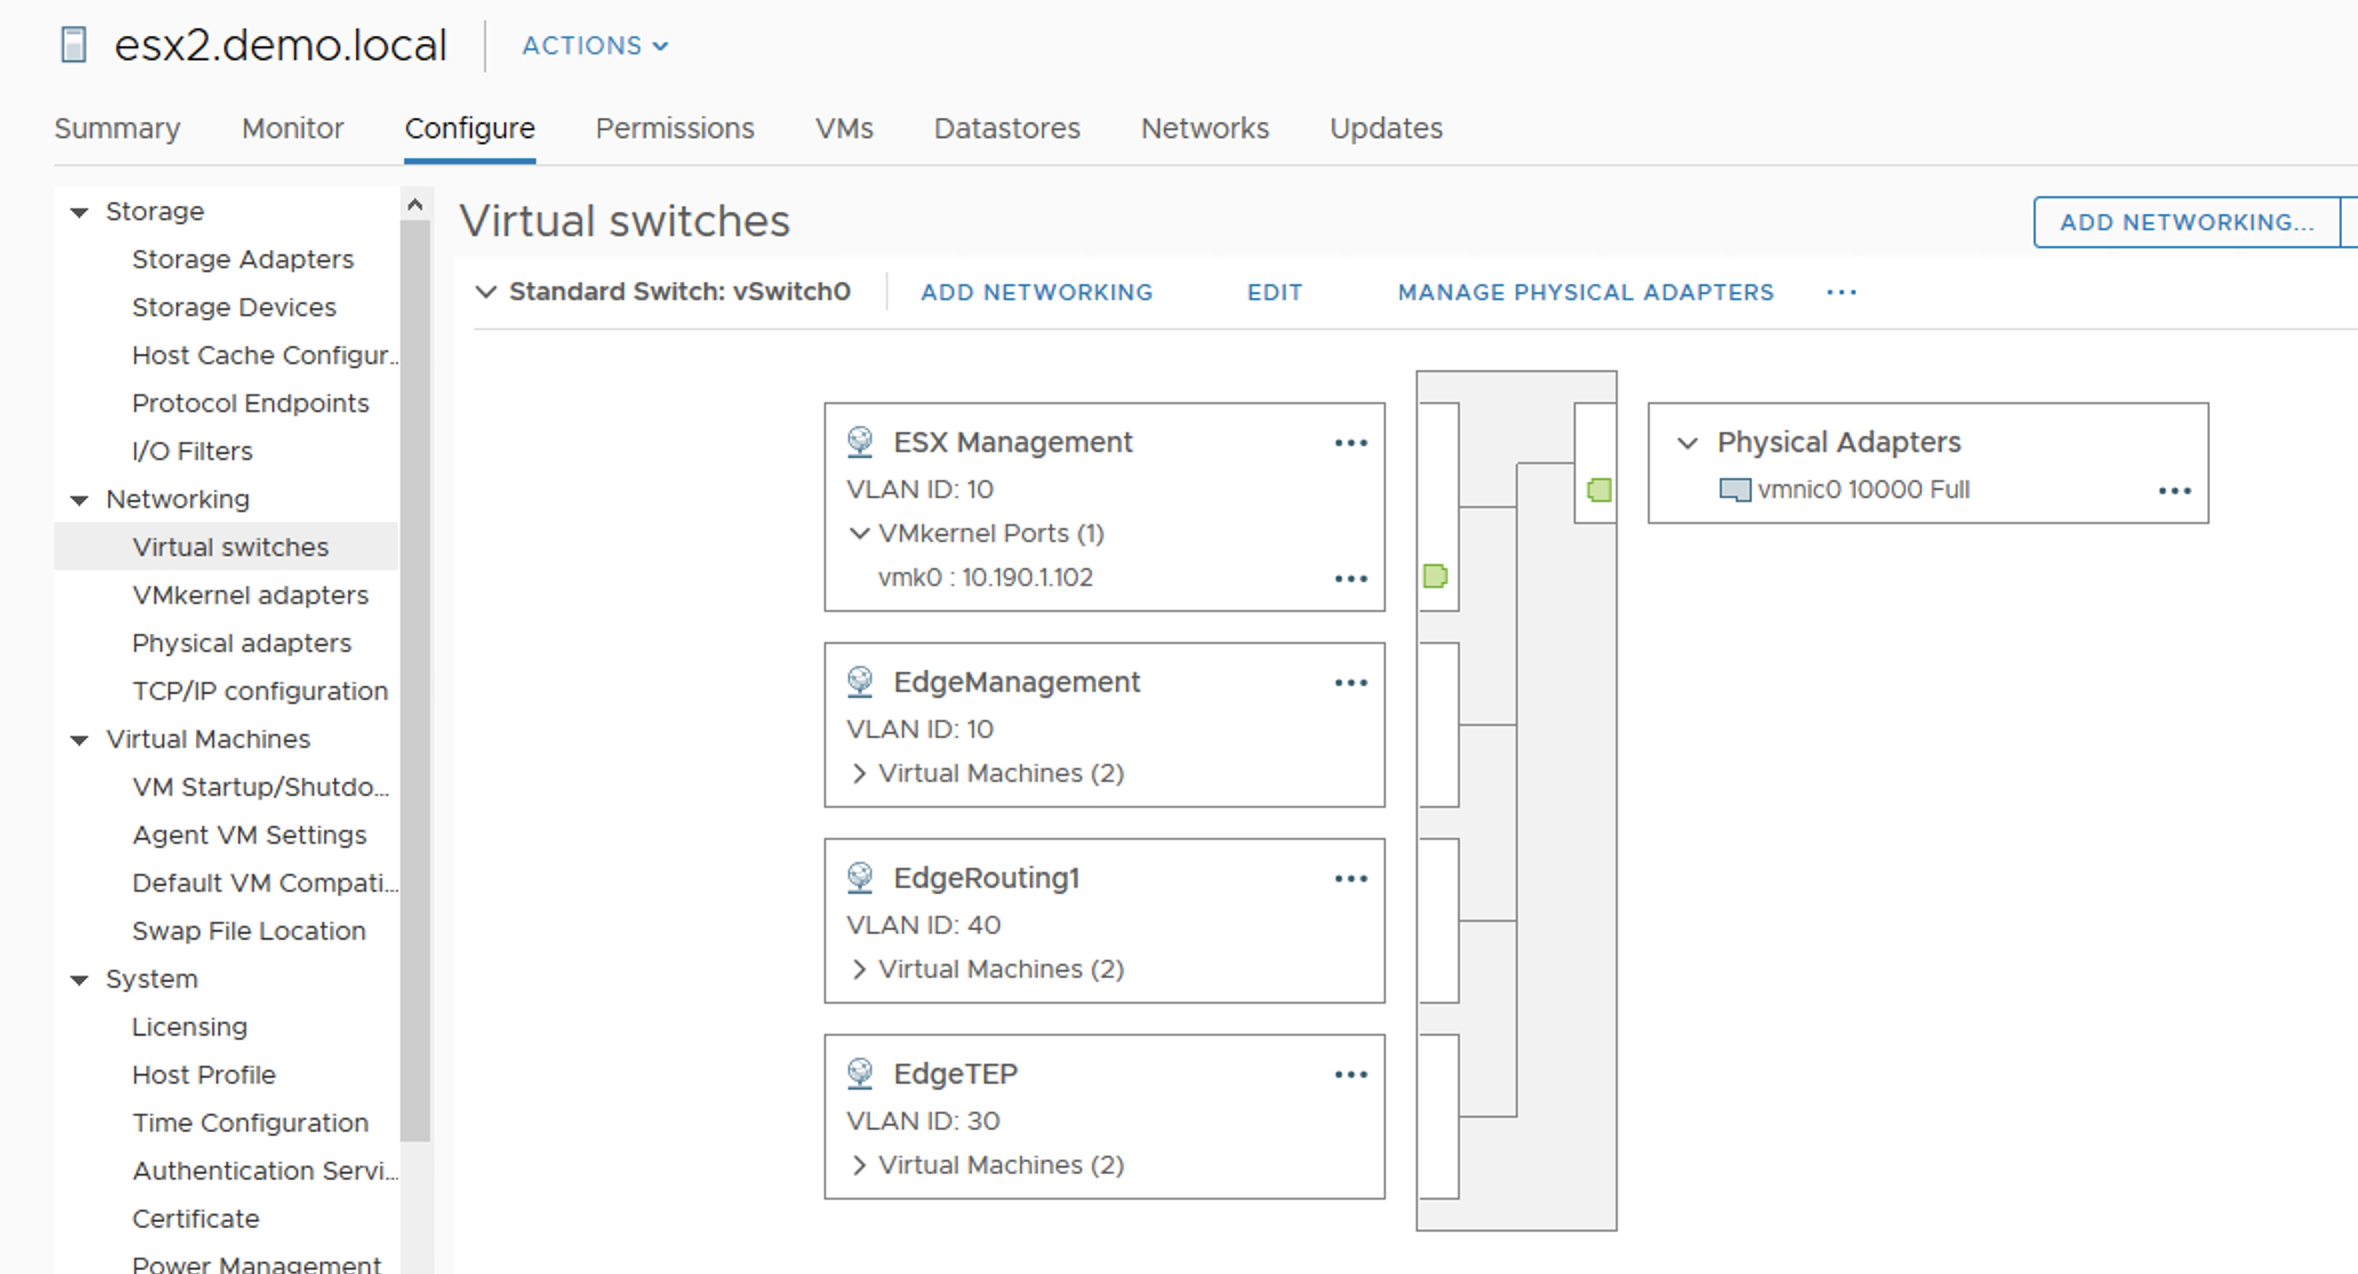 esx2.demo.local
ACTIONS
Summary
Monitor
Configure
Permissions
VMs
Datastores
Networks
Updates
Storage
Storage Adapters
Storage Devices
Host Cache Configur...
Protocol Endpoints
I/O Filters
Networking
Virtual switches
VMkernel adapters
Physical adapters
TCP/IP configuration
Virtual Machines
VM Startup/Shutdo...
Agent VM Settings
Default VM Compati...
Swap File Location
System
Licensing
Host Profile
Time Configuration
Authentication Servi...
Certificate
Power Management
Virtual switches
ADD NETWORKING...
Standard Switch: vSwitch0
ADD NETWORKING
EDIT
MANAGE PHYSICAL ADAPTERS
...
ESX Management
VLAN ID: 10
VMkernel Ports (1)
vmk0 : 10.190.1.102
EdgeManagement
VLAN ID: 10
Virtual Machines (2)
EdgeRouting1
VLAN ID: 40
Virtual Machines (2)
EdgeTEP
VLAN ID: 30
Virtual Machines (2)
Physical Adapters
vmnic0 10000 Full